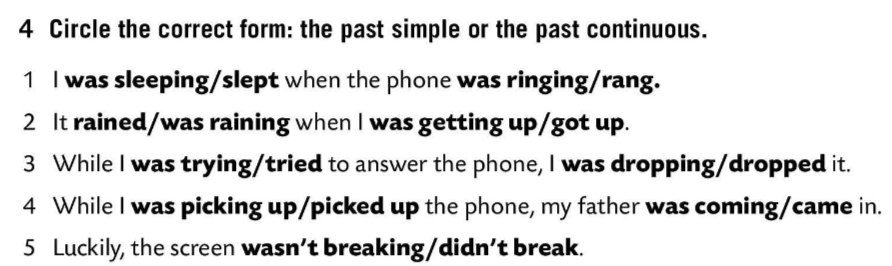 4 Circle the correct form: the past simple or the past continuous.
1 I was sleeping/slept when the phone was ringing/rang.
2 It rained/was raining when I was getting up/got up.
3 While I was trying/tried to answer the phone, I was dropping/dropped it.
4 While I was picking up/picked up the phone, my father was coming/came in.
5 Luckily, the screen wasn't breaking/didn't break.